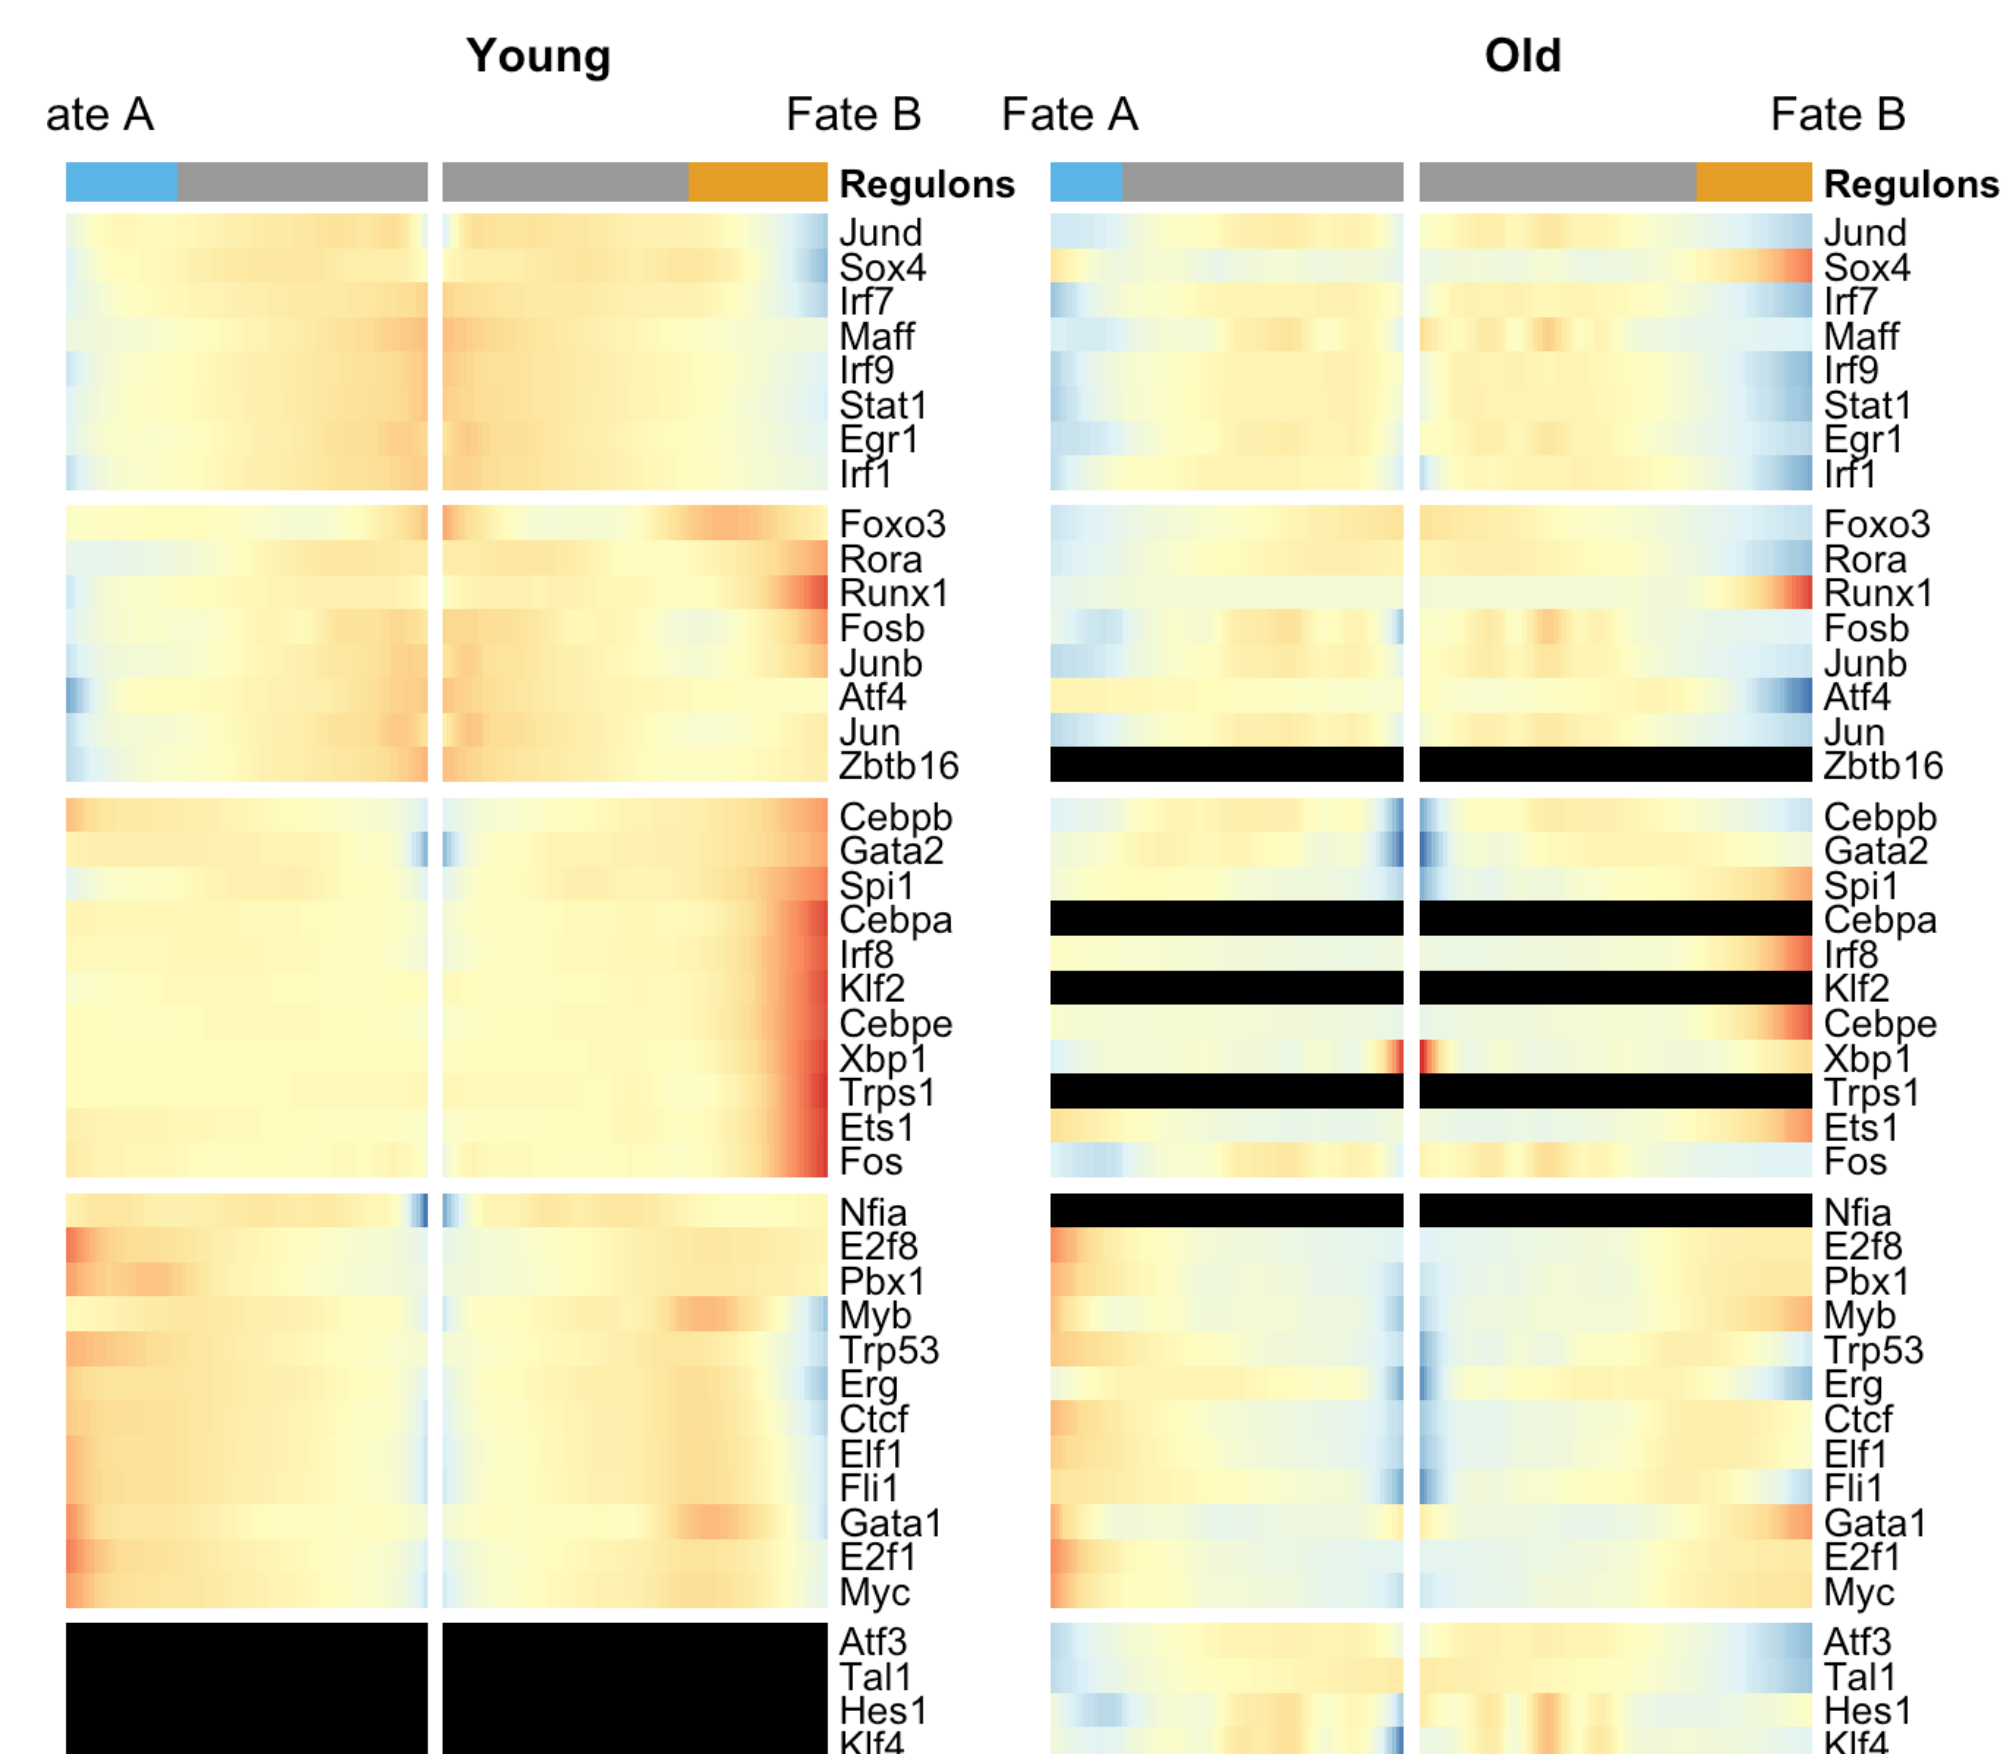 Young Old
ate A Fate B Fate A Fate B
Regulons Regulons
Jund Jund
Sox4 Sox4
Irf7 Irf7
Maff Maff
Irf9 Irf9
Stat1 Stat1
Egr1 Egr1
Irf1 Irf1
Foxo3 Foxo3
Rora Rora
Runx1 Runx1
Fosb Fosb
Junb Junb
Atf4 Atf4
Jun Jun
Zbtb16 Zbtb16
Cebpb Cebpb
Gata2 Gata2
Spi1 Spi1
Cebpa Cebpa
Irf8 Irf8
Klf2 Klf2
Cebpe Cebpe
Xbp1 Xbp1
Trps1 Trps1
Ets1 Ets1
Fos Fos
Nfia Nfia
E2f8 E2f8
Pbx1 Pbx1
Myb Myb
Trp53 Trp53
Erg Erg
Ctcf Ctcf
Elf1 Elf1
Fli1 Fli1
Gata1 Gata1
E2f1 E2f1
Myc Myc
Atf3 Atf3
Tal1 Tal1
Hes1 Hes1
Klf4 Klf4